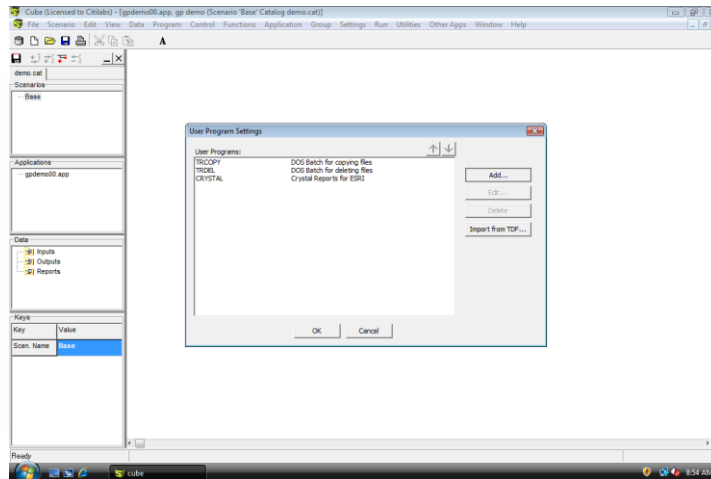 Cube (Licensed to Citilabs) - [gpdemo00.app, gp demo (Scenario 'Base' Catalog demo.cat)]
File Scenario Edit View Data Program Control Functions Application Group Settings Run Utilities Other Apps Window Help
A
demo.cat
Scenarios
Base
User Program Settings
User Programs:
TRCOPY DOS Batch for copying files
TRDEL DOS Batch for deleting files
CRYSTAL Crystal Reports for ESRI
Add...
Edit...
Delete
Import from TDF...
OK Cancel
Applications
gpdemo00.app
Data
Inputs
Outputs
Reports
Keys
Key Value
Scen. Name Base
Ready
cube
8:54 AM